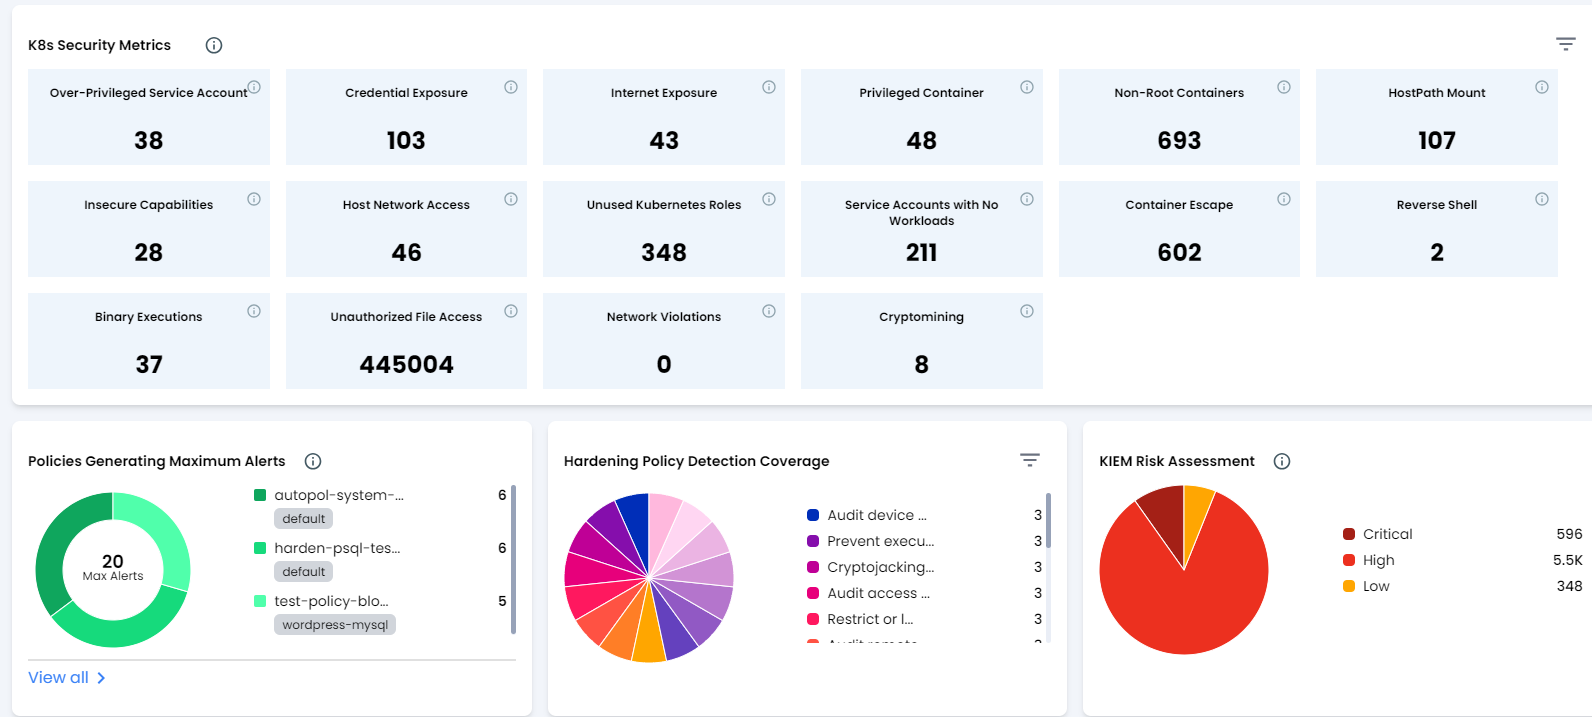 K8s Security Metrics
Over-Privileged Service Account
38
Credential Exposure
103
Internet Exposure
43
Privileged Container
48
Non-Root Containers
693
HostPath Mount
107
Insecure Capabilities
28
Host Network Access
46
Unused Kubernetes Roles
348
Service Accounts with No
Workloads
211
Container Escape
602
Reverse Shell
2
Binary Executions
37
Unauthorized File Access
445004
Network Violations
0
Cryptomining
8
Policies Generating Maximum Alerts
20
Max Alerts
autopol-system-... 6
default
harden-psql-tes... 6
default
test-policy-blo... 5
wordpress-mysql
View all
Hardening Policy Detection Coverage
Audit device ... 3
Prevent execu... 3
Cryptojacking... 3
Audit access ... 3
Restrict or l... 3
Audit remote 3
KIEM Risk Assessment
Critical 596
High 5.5K
Low 348